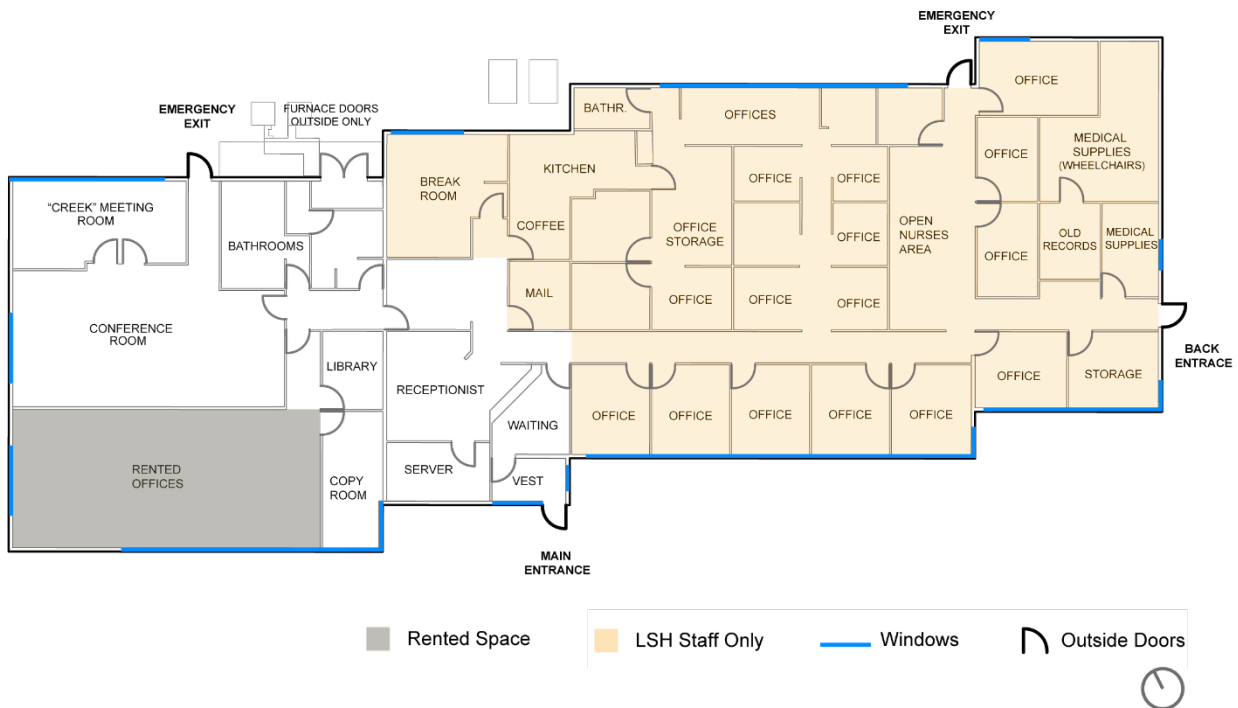 EMERGENCY
EXIT
EMERGENCY
EXIT
FURNACE DOORS
OUTSIDE ONLY
"CREEK" MEETING
ROOM
BATHROOMS
CONFERENCE
ROOM
LIBRARY
RENTED
OFFICES
COPY
ROOM
BREAK
ROOM
KITCHEN
COFFEE
MAIL
RECEPTIONIST
SERVER
WAITING
VEST
MAIN
ENTRANCE
BATHR.
OFFICES
OFFICE
STORAGE
OFFICE
OFFICE
OFFICE
OFFICE
OFFICE
OFFICE
OPEN
NURSES
AREA
OFFICE
OFFICE
OFFICE
OFFICE
OFFICE
OFFICE
OFFICE
OFFICE
MEDICAL
SUPPLIES
(WHEELCHAIRS)
OLD
RECORDS
MEDICAL
SUPPLIES
OFFICE
STORAGE
BACK
ENTRACE
Rented Space
LSH Staff Only
Windows
Outside Doors